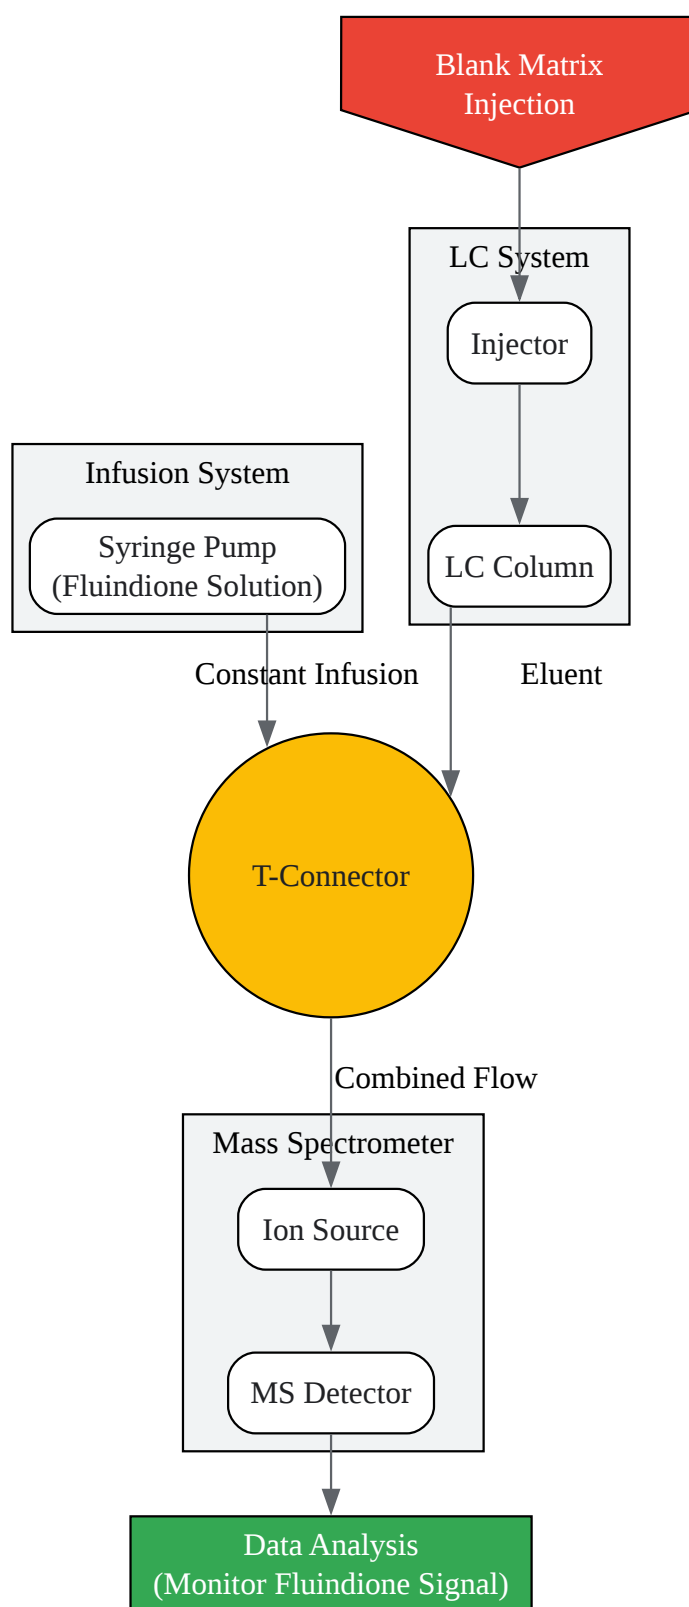 Blank Matrix
Injection
LC System
Injector
Infusion System
Syringe Pump
(Fluindione Solution)
LC Column
Constant Infusion
Eluent
T-Connector
Combined Flow
Mass Spectrometer
Ion Source
MS Detector
Data Analysis
(Monitor Fluindione Signal)